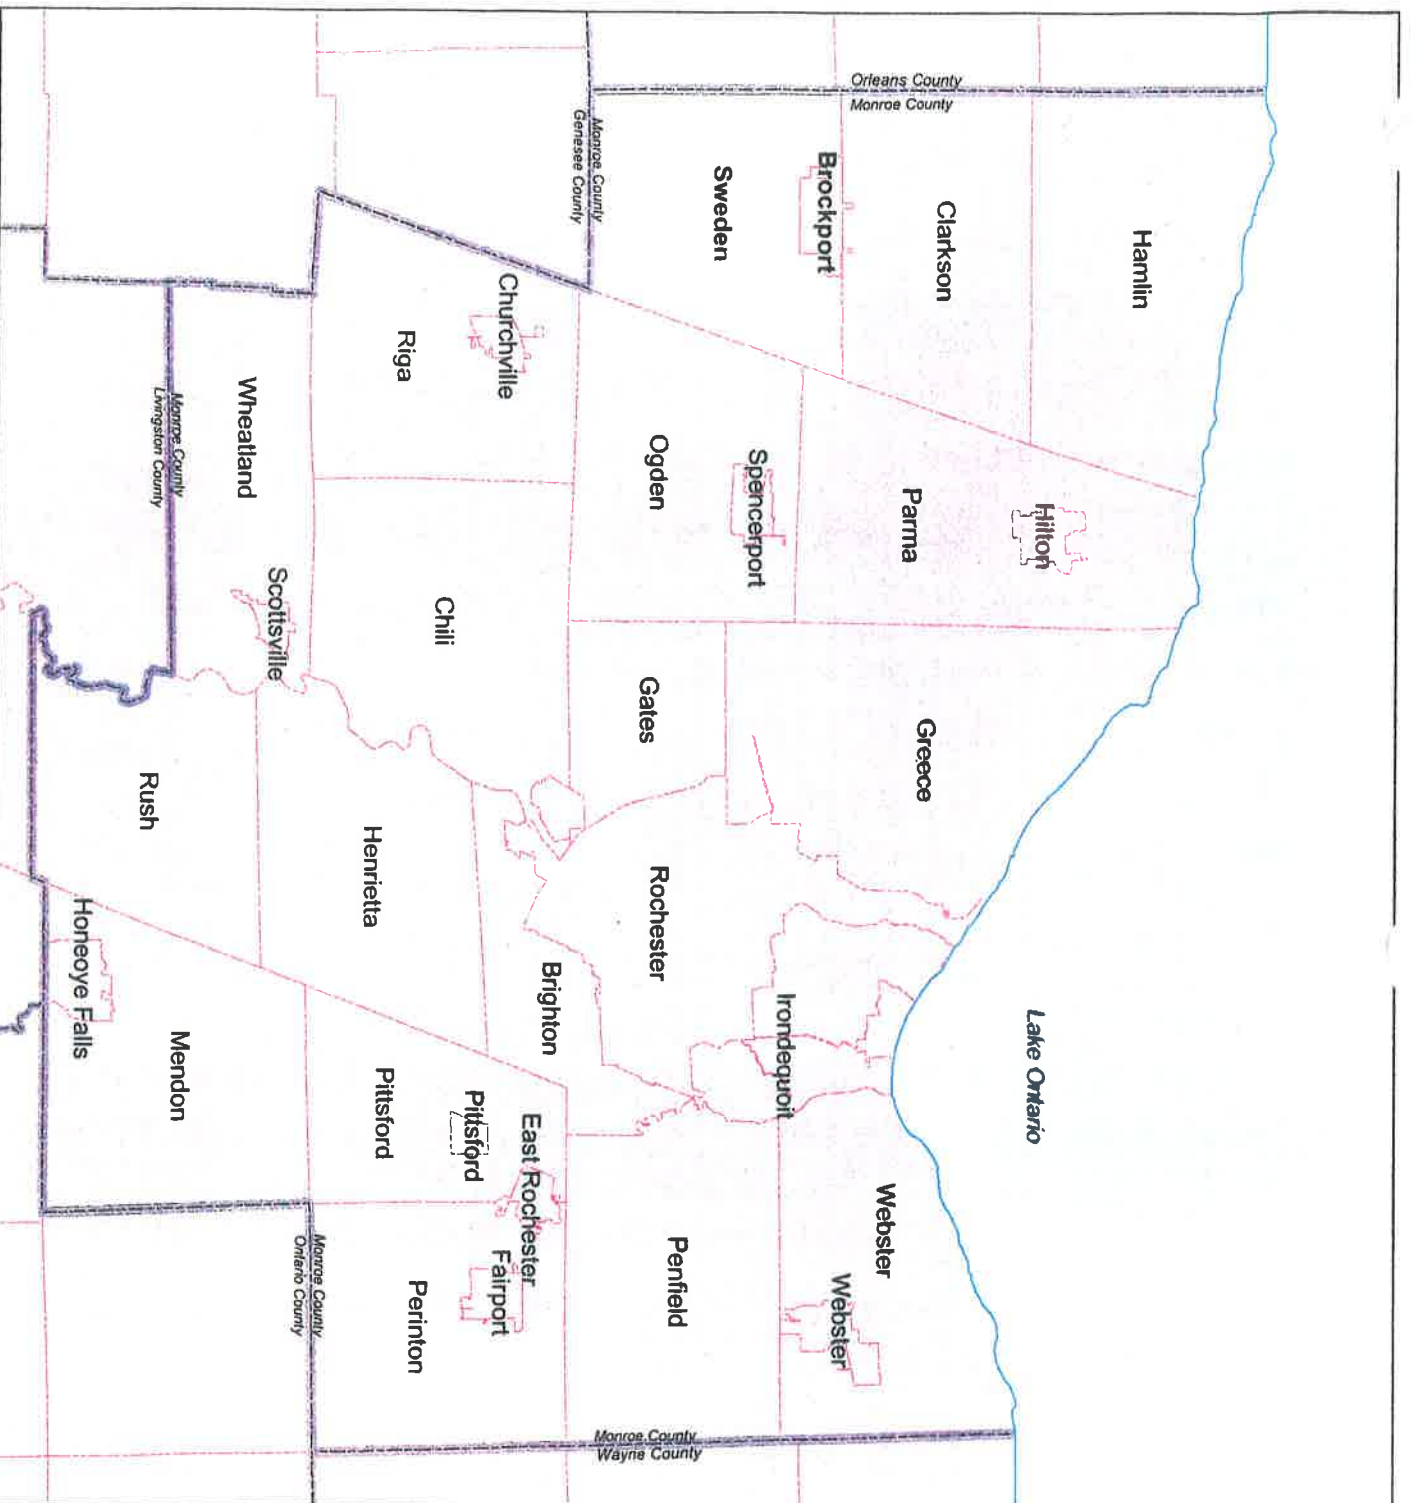 Orleans County
Monroe County
Monroe County
Genesee County
Hamlin
Clarkson
Brockport
Sweden
Hilton
Parma
Spencerport
Ogden
Churchville
Riga
Wheatland
Monroe County
Livingston County
Scottsville
Chili
Gates
Greece
Lake Ontario
Rochester
Irondequoit
Brighton
Henrietta
Rush
Honeoye Falls
Mendon
Pittsford
Pittsford
East Rochester
Fairport
Perinton
Penfield
Webster
Webster
Monroe County
Ontario County
Monroe County
Wayne County